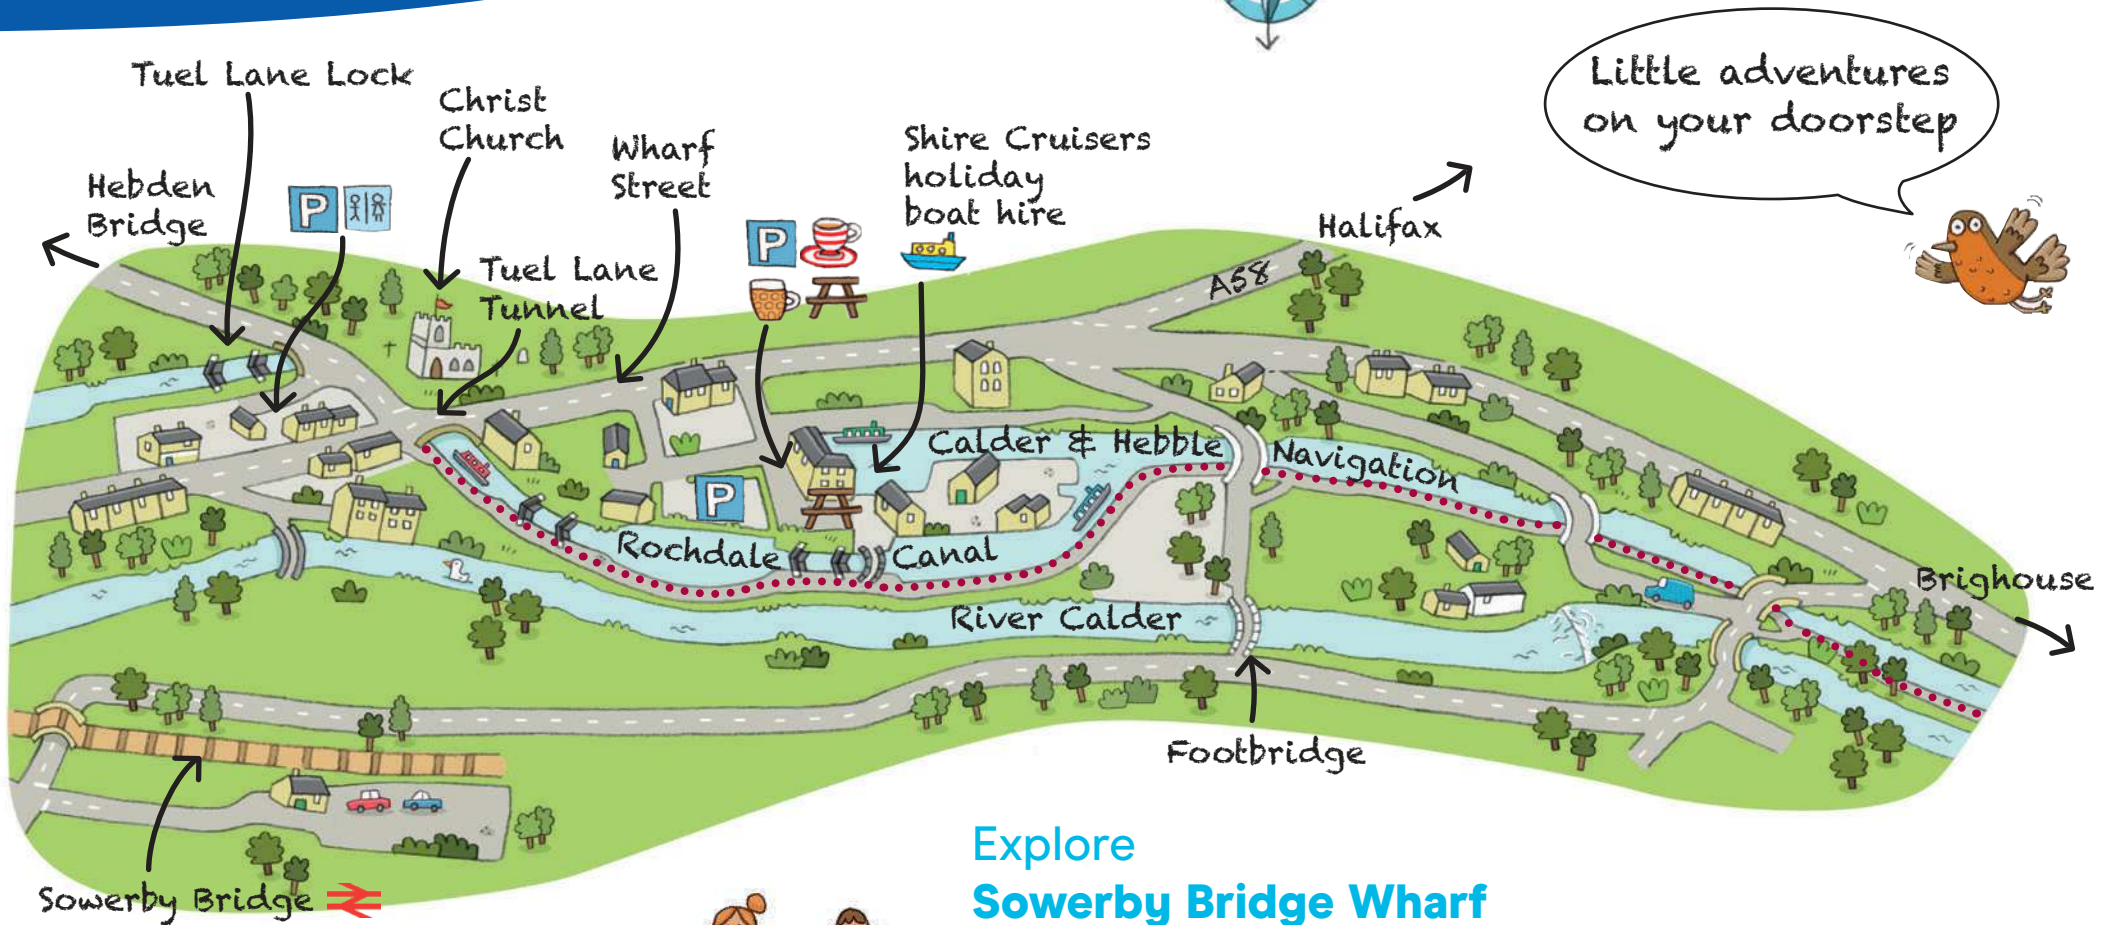 Tuel Lane Lock
Christ
Church
Wharf
Street
Shire Cruisers
holiday
boat hire
Little adventures
on your doorstep
Hebden
Bridge
P
Halifax
Tuel Lane
Tunnel
P
A58
Calder & Hebble
Navigation
P
Rochdale
Canal
River Calder
Brighouse
Footbridge
Sowerby Bridge
Explore
Sowerby Bridge Wharf